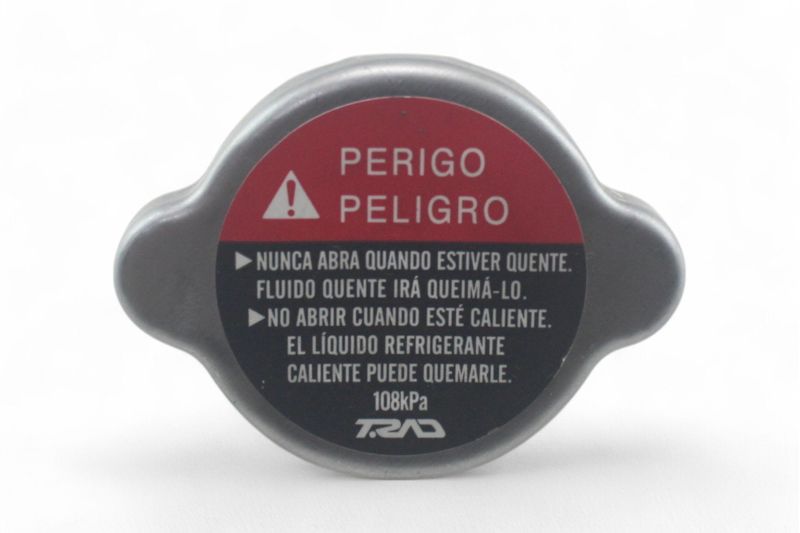 PERIGO
PELIGRO
▶NUNCA ABRA QUANDO ESTIVER QUENTE.
FLUIDO QUENTE IRÁ QUEIMÁ-LO.
▶NO ABRIR CUANDO ESTÉ CALIENTE.
EL LÍQUIDO REFRIGERANTE
CALIENTE PUEDE QUEMARLE.
108kPa
T.RAD